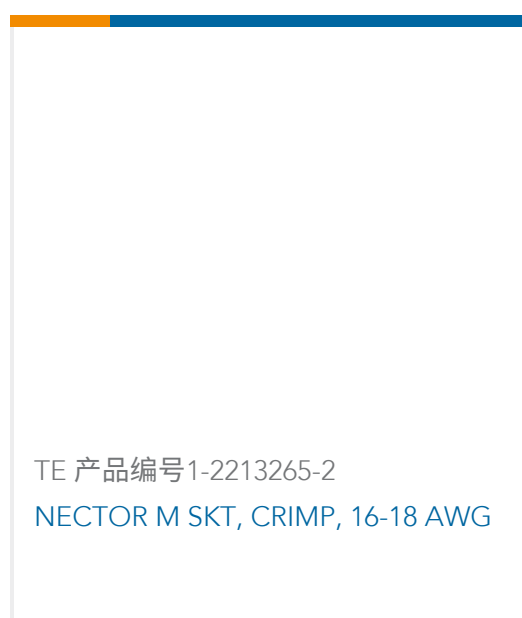 TE 产品编号1-2213265-2
NECTOR M SKT, CRIMP, 16-18 AWG